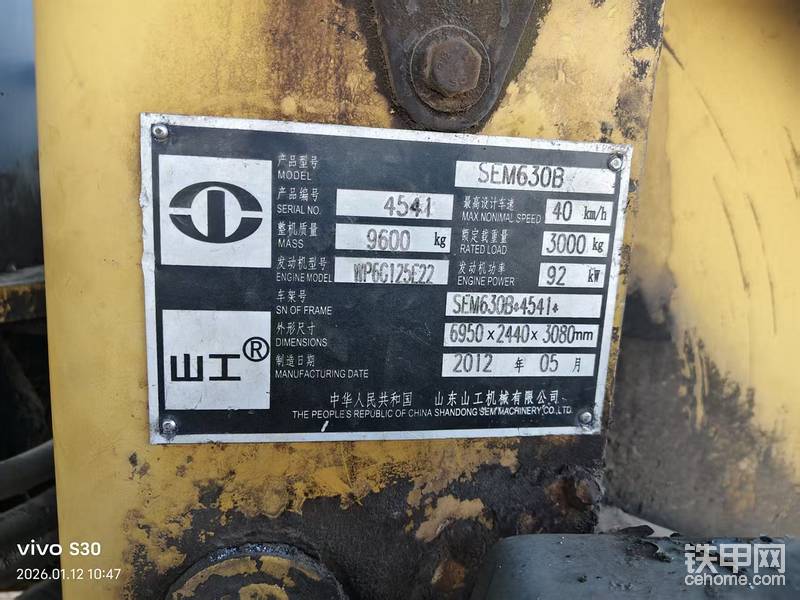 产品型号 SEM630B
MODEL
产品编号 4541 最高设计车速 40 km/h
SERIAL NO. MAX NONIMAL SPEED
整机质量 9600 kg 额定载重量 3000 kg
MASS RATED LOAD
发动机型号 WP6G125E22 发动机功率 92 kW
ENGINE MODEL ENGINE POWER
车架号 SEM630B*4541*
SN OF FRAME
外形尺寸 6950×2440×3080mm
DIMENSIONS
制造日期 2012 年 05 月
MANUFACTURING DATE
山工®
中华人民共和国 山东山工机械有限公司
THE PEOPLE'S REPUBLIC OF CHINA SHANDONG SEM MACHINERY CO.,LTD.
vivo S30
2026.01.12 10:47
铁甲网
cehome.com